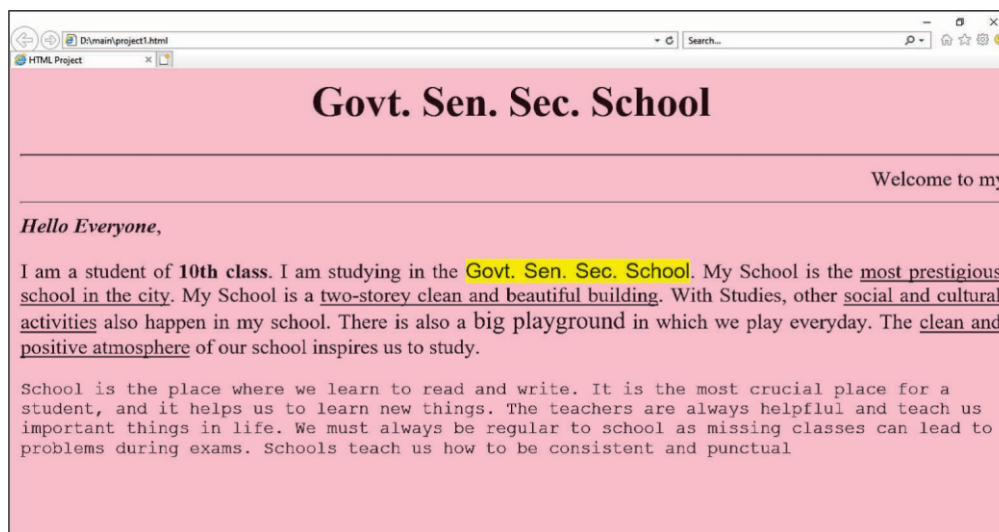 D:\main\project1.html
Search...
HTML Project
Govt. Sen. Sec. School
Welcome to my
Hello Everyone,
I am a student of 10th class. I am studying in the Govt. Sen. Sec. School. My School is the most prestigious
school in the city. My School is a two-storey clean and beautiful building. With Studies, other social and cultural
activities also happen in my school. There is also a big playground in which we play everyday. The clean and
positive atmosphere of our school inspires us to study.
School is the place where we learn to read and write. It is the most crucial place for a
student, and it helps us to learn new things. The teachers are always helpflul and teach us
important things in life. We must always be regular to school as missing classes can lead to
problems during exams. Schools teach us how to be consistent and punctual